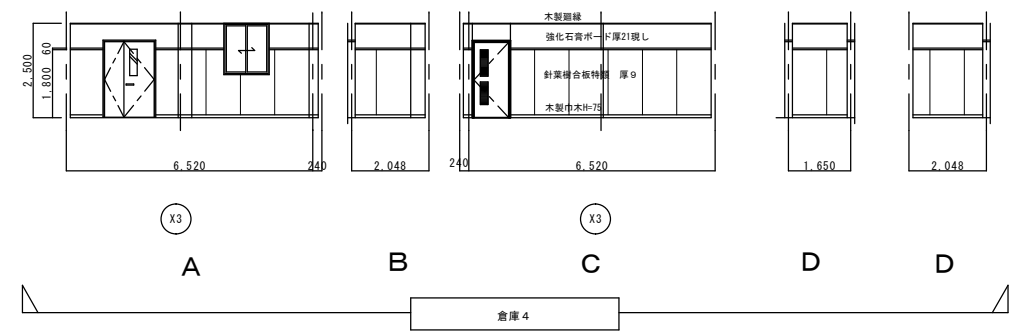 木製廻縁
強化石膏ボード厚21現し
針葉樹合板特類 厚9
木製巾木H=75
2,500
1,800 60
6,520
240
2,048
240
6,520
1,650
2,048
X3
X3
A
B
C
D
D
倉庫4